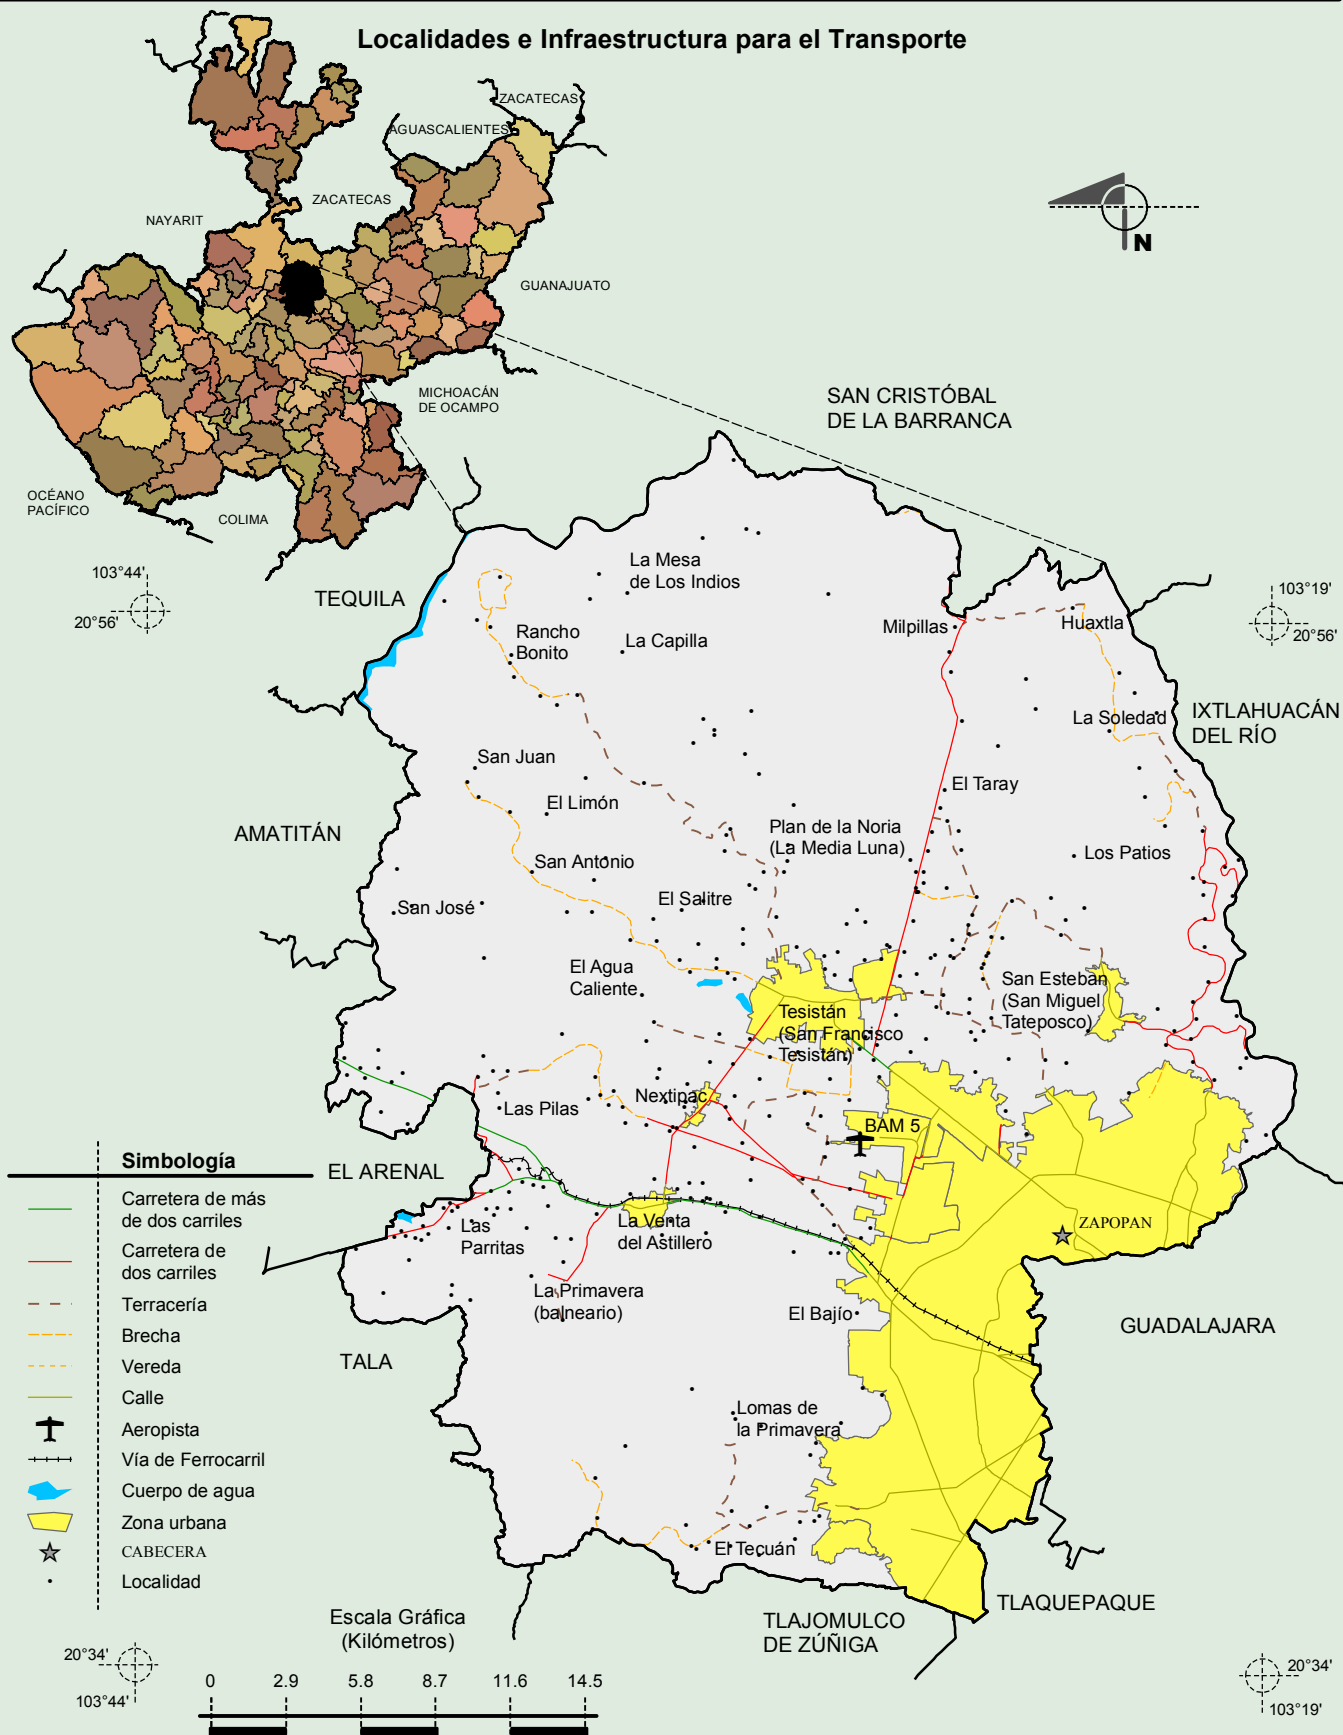 Localidades e Infraestructura para el Transporte
ZACATECAS
AGUASCALIENTES
ZACATECAS
NAYARIT
GUANAJUATO
MICHOACÁN
DE OCAMPO
OCÉANO
PACÍFICO
COLIMA
N
SAN CRISTÓBAL
DE LA BARRANCA
103°44'
20°56'
103°19'
20°56'
TEQUILA
La Mesa
de Los Indios
Rancho
Bonito
La Capilla
Milpillas
Huaxtla
La Soledad
IXTLAHUACÁN
DEL RÍO
San Juan
El Limón
El Taray
AMATITÁN
Plan de la Noria
(La Media Luna)
Los Patios
San Antonio
San José
El Salitre
El Agua
Caliente
San Esteban
(San Miguel
Tateposco)
Tesistán
(San Francisco
Tesistán)
Las Pilas
Nextipac
BAM 5
EL ARENAL
Las
Parritas
La Venta
del Astillero
ZAPOPAN
La Primavera
(balneario)
El Bajío
GUADALAJARA
TALA
Lomas de
la Primavera
El Tecuán
TLAJOMULCO
DE ZÚÑIGA
TLAQUEPAQUE
Simbología
Carretera de más
de dos carriles
Carretera de
dos carriles
Terracería
Brecha
Vereda
Calle
Aeropista
Vía de Ferrocarril
Cuerpo de agua
Zona urbana
CABECERA
Localidad
Escala Gráfica
(Kilómetros)
0 2.9 5.8 8.7 11.6 14.5
20°34'
103°44'
20°34'
103°19'